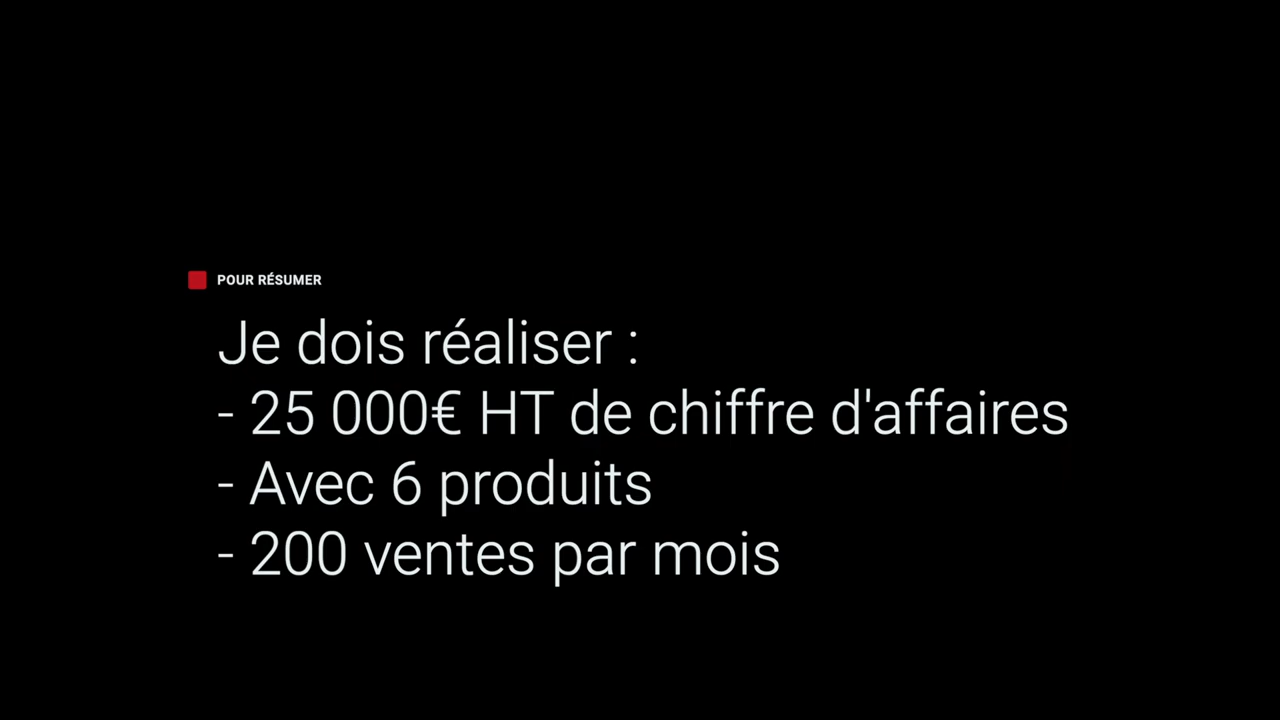 POUR RÉSUMER
Je dois réaliser :
- 25 000€ HT de chiffre d'affaires
- Avec 6 produits
- 200 ventes par mois